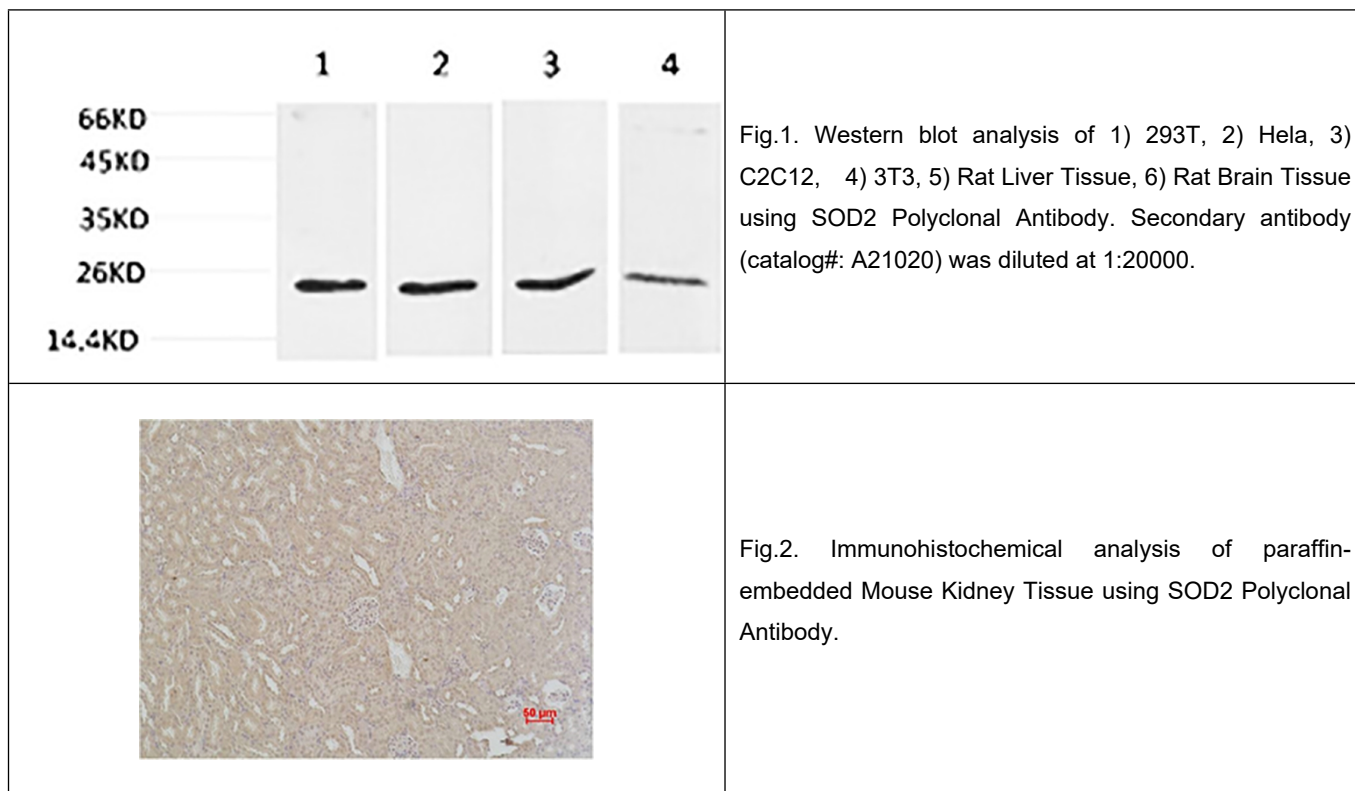 1 2 3 4
66KD
45KD
35KD
26KD
14.4KD
Fig.1. Western blot analysis of 1) 293T, 2) Hela, 3)
C2C12, 4) 3T3, 5) Rat Liver Tissue, 6) Rat Brain Tissue
using SOD2 Polyclonal Antibody. Secondary antibody
(catalog#: A21020) was diluted at 1:20000.
50 μm
Fig.2. Immunohistochemical analysis of paraffin-
embedded Mouse Kidney Tissue using SOD2 Polyclonal
Antibody.